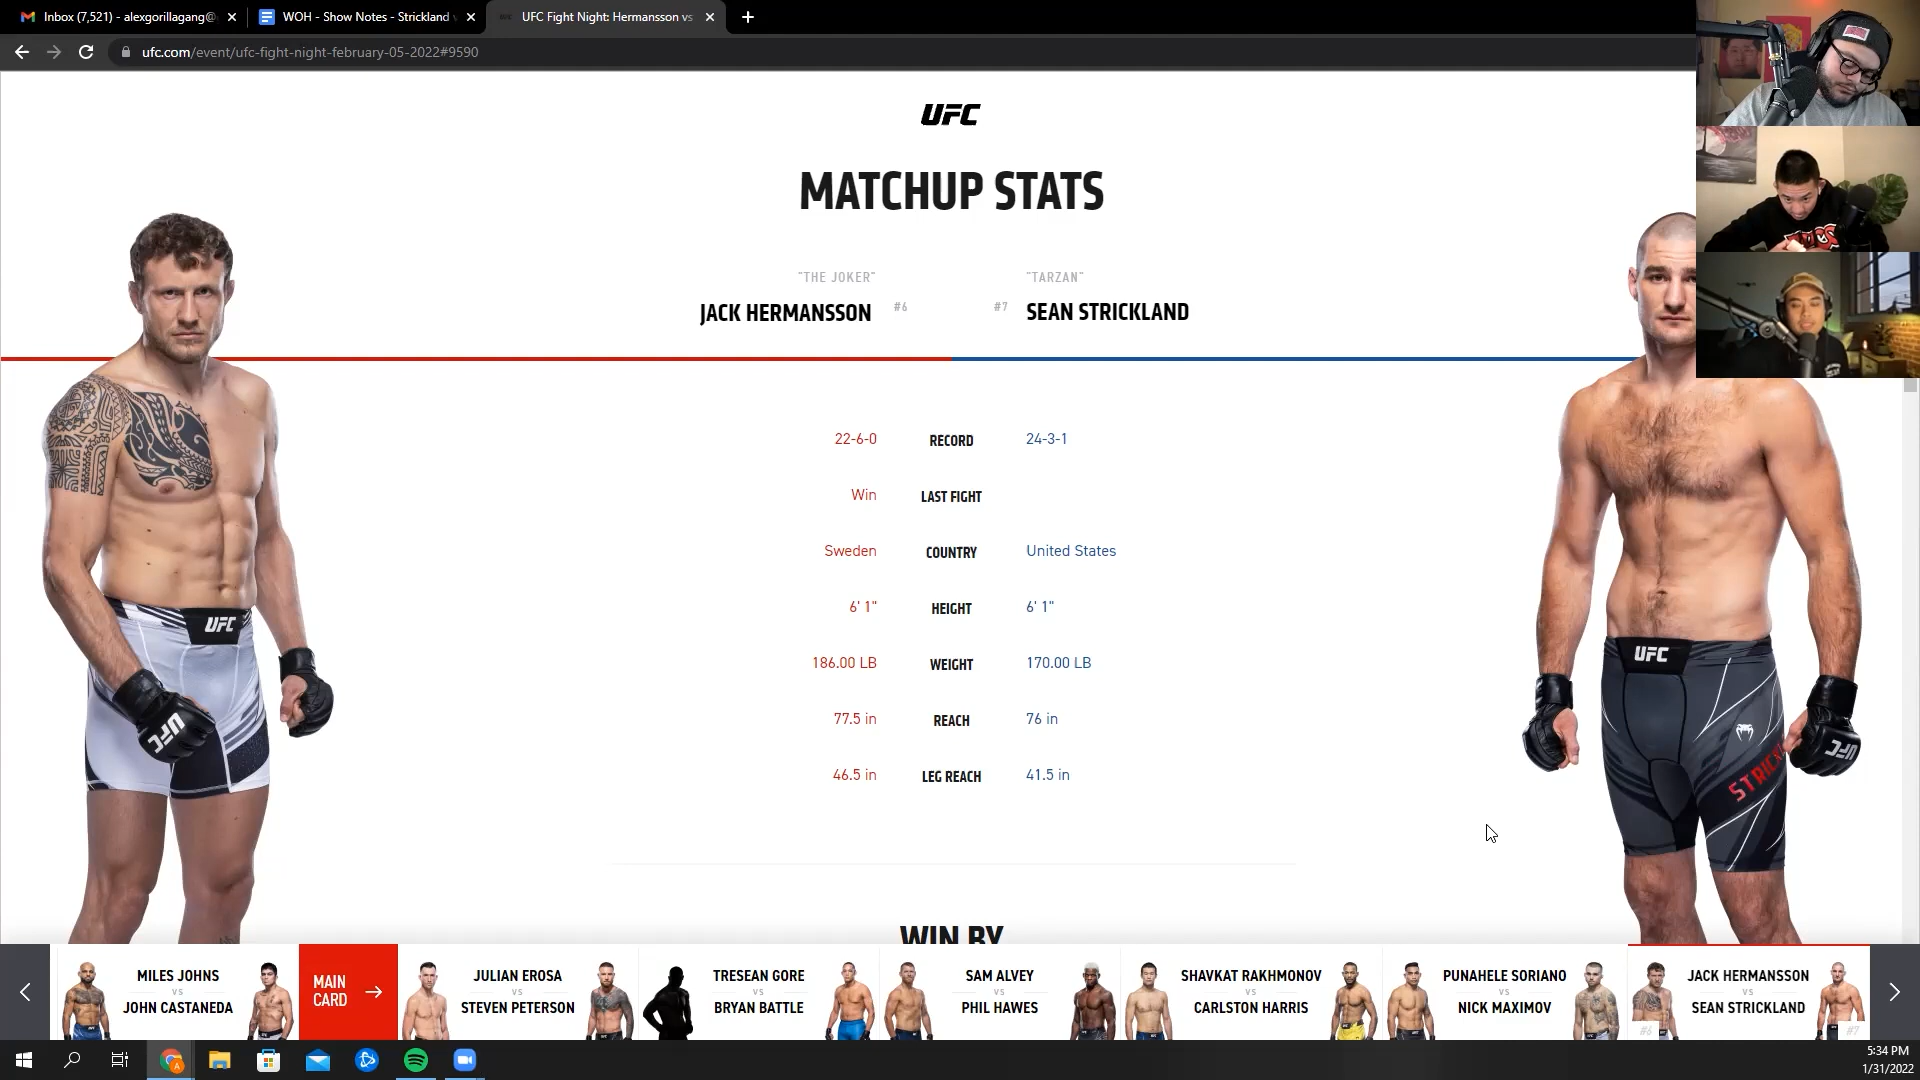 Inbox (7,521) - alexgorillagang@
WOH - Show Notes - Strickland
UFC Fight Night: Hermansson vs
ufc.com/event/ufc-fight-night-february-05-2022#9590
UFC
MATCHUP STATS
"THE JOKER"
"TARZAN"
JACK HERMANSSON #6
#7 SEAN STRICKLAND
22-6-0 RECORD 24-3-1
Win LAST FIGHT
Sweden COUNTRY United States
6' 1" HEIGHT 6' 1"
UFC
186.00 LB WEIGHT 170.00 LB
UFC
77.5 in REACH 76 in
UFC
UFC
46.5 in LEG REACH 41.5 in
WIN BY
MILES JOHNS
VS
JOHN CASTANEDA
MAIN
CARD
JULIAN EROSA
VS
STEVEN PETERSON
TRESEAN GORE
VS
BRYAN BATTLE
SAM ALVEY
VS
PHIL HAWES
SHAVKAT RAKHMONOV
VS
CARLSTON HARRIS
PUNAHELE SORIANO
VS
NICK MAXIMOV
JACK HERMANSSON
VS
SEAN STRICKLAND
#6
#7
5:34 PM
1/31/2022